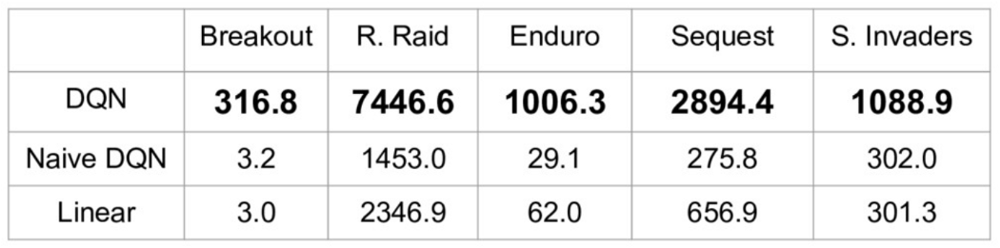 Breakout R. Raid Enduro Sequest S. Invaders
DQN 316.8 7446.6 1006.3 2894.4 1088.9
Naive DQN 3.2 1453.0 29.1 275.8 302.0
Linear 3.0 2346.9 62.0 656.9 301.3